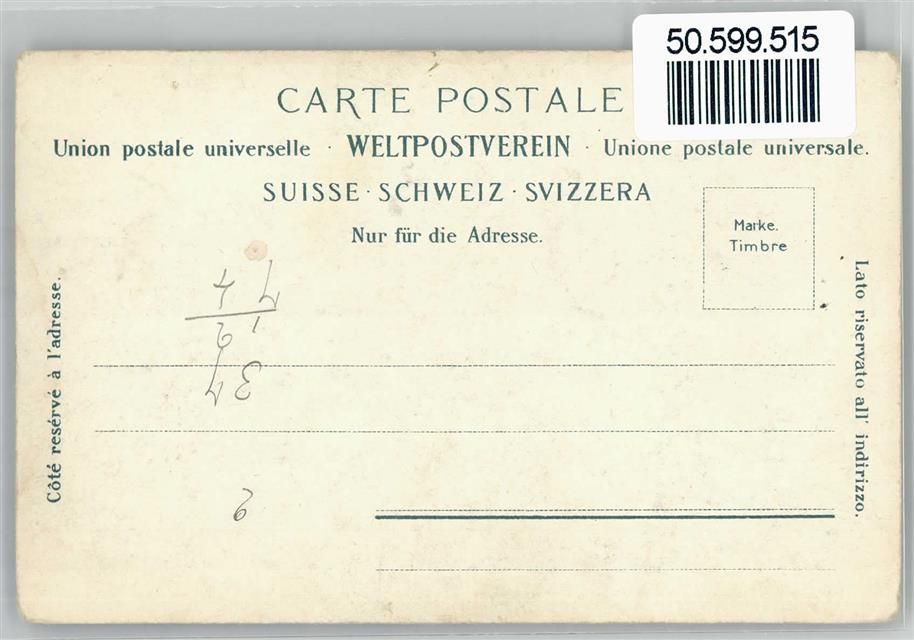 50.599.515
CARTE POSTALE
Union postale universelle · WELTPOSTVEREIN · Unione postale universale.
SUISSE · SCHWEIZ · SVIZZERA
Nur für die Adresse.
Marke.
Timbre
Côté resérvé à l'adresse.
Lato riservato all' indirizzo.